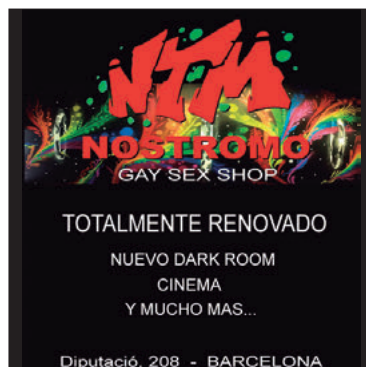 NTM
NOSTROMO
GAY SEX SHOP
TOTALMENTE RENOVADO
NUEVO DARK ROOM
CINEMA
Y MUCHO MAS...
Diputació, 208 - BARCELONA